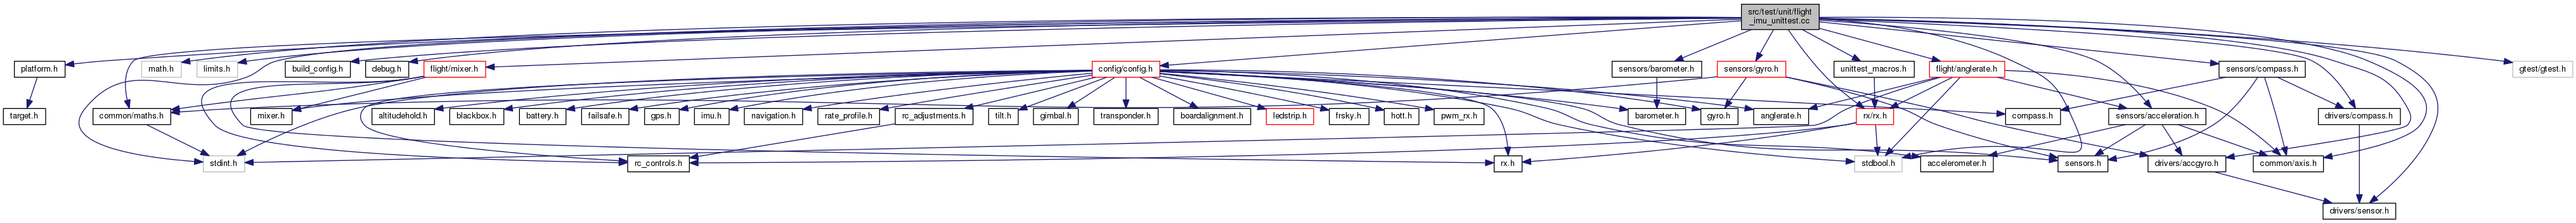 src/test/unit/flight
_imu_unittest.cc
platform.h
math.h
limits.h
build_config.h
debug.h
flight/mixer.h
config/config.h
sensors/barometer.h
sensors/gyro.h
unittest_macros.h
flight/anglerate.h
sensors/compass.h
gtest/gtest.h
target.h
common/maths.h
mixer.h
altitudehold.h
blackbox.h
battery.h
failsafe.h
gps.h
imu.h
navigation.h
rate_profile.h
rc_adjustments.h
tilt.h
gimbal.h
transponder.h
boardalignment.h
ledstrip.h
frsky.h
hott.h
pwm_rx.h
barometer.h
gyro.h
anglerate.h
rx/rx.h
compass.h
sensors/acceleration.h
drivers/compass.h
stdint.h
rc_controls.h
rx.h
stdbool.h
accelerometer.h
sensors.h
drivers/accgyro.h
common/axis.h
drivers/sensor.h